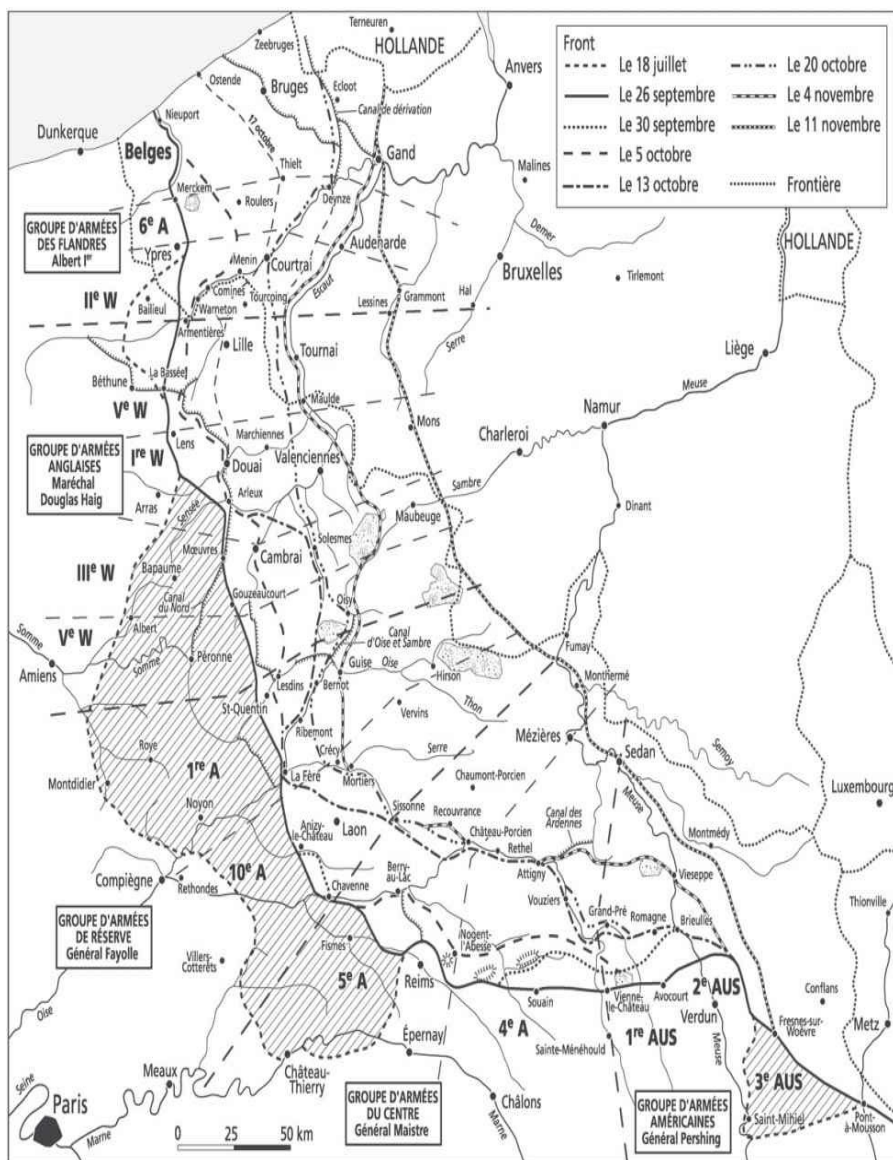 Front
Le 18 juillet
Le 26 septembre
Le 30 septembre
Le 5 octobre
Le 13 octobre
Le 20 octobre
Le 4 novembre
Le 11 novembre
Frontière
Terneuren
Zeebruges
HOLLANDE
Ostende
Bruges
Ecloot
Anvers
Canal de dérivation
Nieuport
17 octobre
Dunkerque
Belges
Gand
Thielt
Malines
Merckem
Deynze
Roulers
6e A
GROUPE D'ARMÉES
DES FLANDRES
Albert Ier
Ypres
Audenarde
Demer
HOLLANDE
Menin
Courtrai
Bruxelles
Tirlemont
IIe W
Bailleul
Comines
Warneton
Tourcoing
Escaut
Grammont
Hal
Lessines
Armentières
Lille
Tournai
Serre
Liège
La Bassée
Béthune
Meuse
Maulde
Namur
Ve W
Mons
Charleroi
Lens
Marchiennes
GROUPE D'ARMÉES
ANGLAISES
Maréchal
Douglas Haig
Ire W
Douai
Valenciennes
Arras
Sensée
Arleux
Sambre
Maubeuge
Dinant
Solesmes
Mœuvres
Cambrai
IIIe W
Bapaume
Canal
du Nord
Gouzeaucourt
Oisy
Albert
Canal
d'Oise et Sambre
Ve W
Somme
Amiens
Somme
Péronne
Guise
Oise
Hirson
Fumay
Lesdins
Bernot
Monthermé
St-Quentin
Thon
Vervins
Ribemont
Mézières
Sedan
Semoy
Roye
1re A
Crécy
Serre
La Fère
Mortiers
Chaumont-Porcien
Montdidier
Luxembourg
Noyon
Sissonne
Recouvrance
Canal des
Ardennes
Meuse
Anizy-
le-Château
Laon
Château-Porcien
Rethel
Montmédy
10e A
Compiègne
Rethondes
Berry-
au-Lac
Attigny
Vieseppe
Chavenne
Vouziers
Thionville
GROUPE D'ARMÉES
DE RÉSERVE
Général Fayolle
Grand-Pré
Romagne
Brieulles
Nogent-
l'Abesse
Villers-
Cotterêts
Fismes
5e A
Reims
Souain
Vienne-
le-Château
Avocourt
2e AUS
Verdun
Conflans
Fresnes-sur-
Woëvre
Metz
Oise
4e A
1re AUS
Épernay
Sainte-Ménéhould
Meuse
3e AUS
Meaux
Château-
Thierry
GROUPE D'ARMÉES
DU CENTRE
Général Maistre
Châlons
Marne
GROUPE D'ARMÉES
AMÉRICAINES
Général Pershing
Saint-Mihiel
Pont-
à-Mousson
Seine
Paris
Marne
0 25 50 km